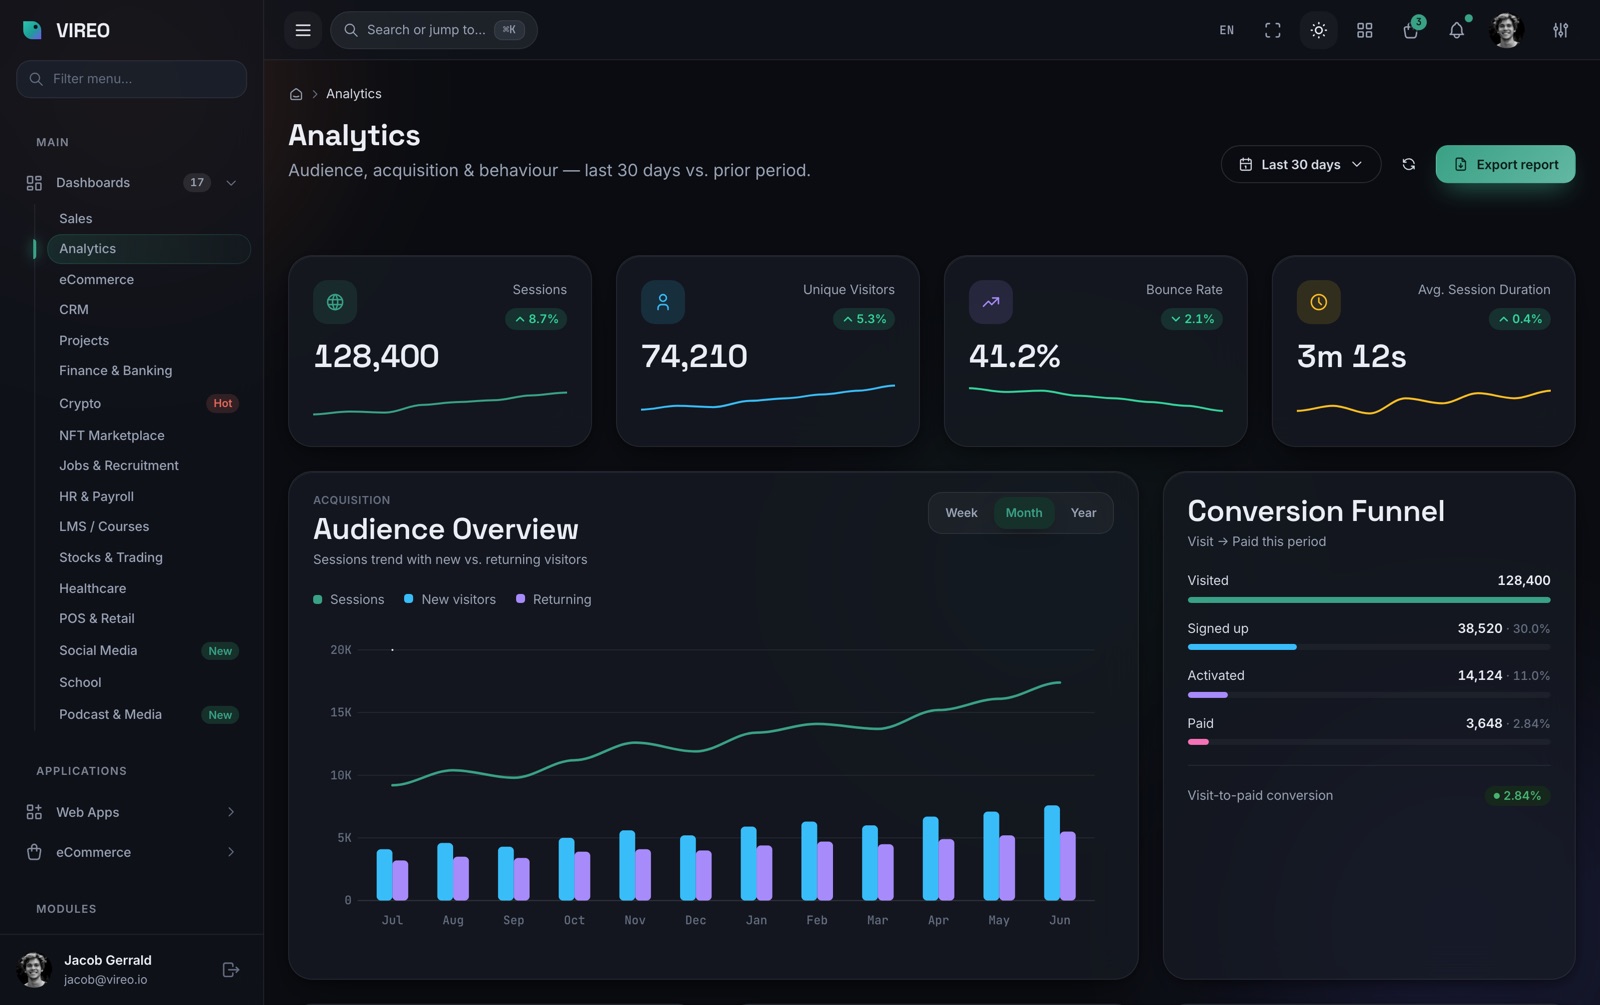 VIREO
Filter menu...
MAIN
Dashboards 17
Sales
Analytics
eCommerce
CRM
Projects
Finance & Banking
Crypto Hot
NFT Marketplace
Jobs & Recruitment
HR & Payroll
LMS / Courses
Stocks & Trading
Healthcare
POS & Retail
Social Media New
School
Podcast & Media New
APPLICATIONS
Web Apps
eCommerce
MODULES
Jacob Gerrald
jacob@vireo.io
Search or jump to... ⌘K
EN
3
Analytics
Analytics
Audience, acquisition & behaviour — last 30 days vs. prior period.
Last 30 days
Export report
Sessions
8.7%
128,400
Unique Visitors
5.3%
74,210
Bounce Rate
2.1%
41.2%
Avg. Session Duration
0.4%
3m 12s
ACQUISITION
Audience Overview
Sessions trend with new vs. returning visitors
Week Month Year
Sessions New visitors Returning
20K
15K
10K
5K
0
Jul Aug Sep Oct Nov Dec Jan Feb Mar Apr May Jun
Conversion Funnel
Visit → Paid this period
Visited 128,400
Signed up 38,520 · 30.0%
Activated 14,124 · 11.0%
Paid 3,648 · 2.84%
Visit-to-paid conversion 2.84%